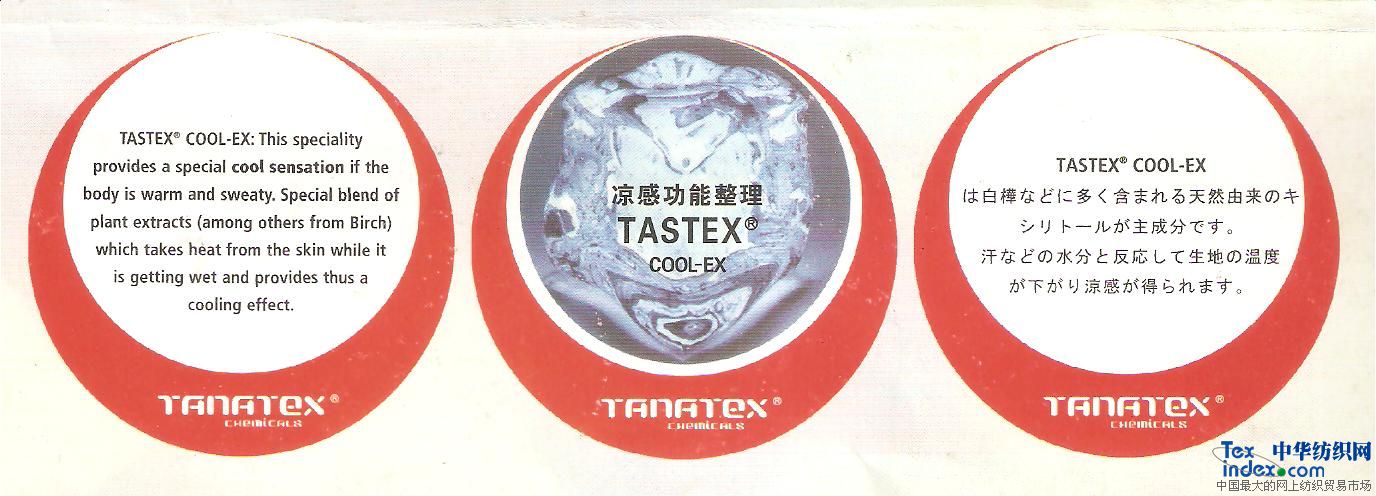 TASTEX® COOL-EX: This speciality
provides a special cool sensation if the
body is warm and sweaty. Special blend of
plant extracts (among others from Birch)
which takes heat from the skin while it
is getting wet and provides thus a
cooling effect.
TANATEX®
CHEMICALS
凉感功能整理
TASTEX®
COOL-EX
TANATEX®
CHEMICALS
TASTEX® COOL-EX
は白樺などに多く含まれる天然由来のキ
シリトールが主成分です。
汗などの水分と反応して生地の温度
が下がり涼感が得られます。
TANATEX®
CHEMICALS
Tex 中华纺织网
index.com
中国最大的网上纺织贸易市场